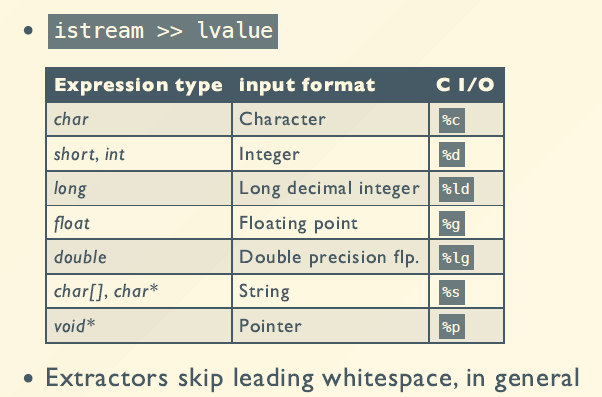 • istream >> lvalue
Expression type input format C I/O
char Character %c
short, int Integer %d
long Long decimal integer %ld
float Floating point %g
double Double precision flp. %lg
char[], char* String %s
void* Pointer %p
• Extractors skip leading whitespace, in general